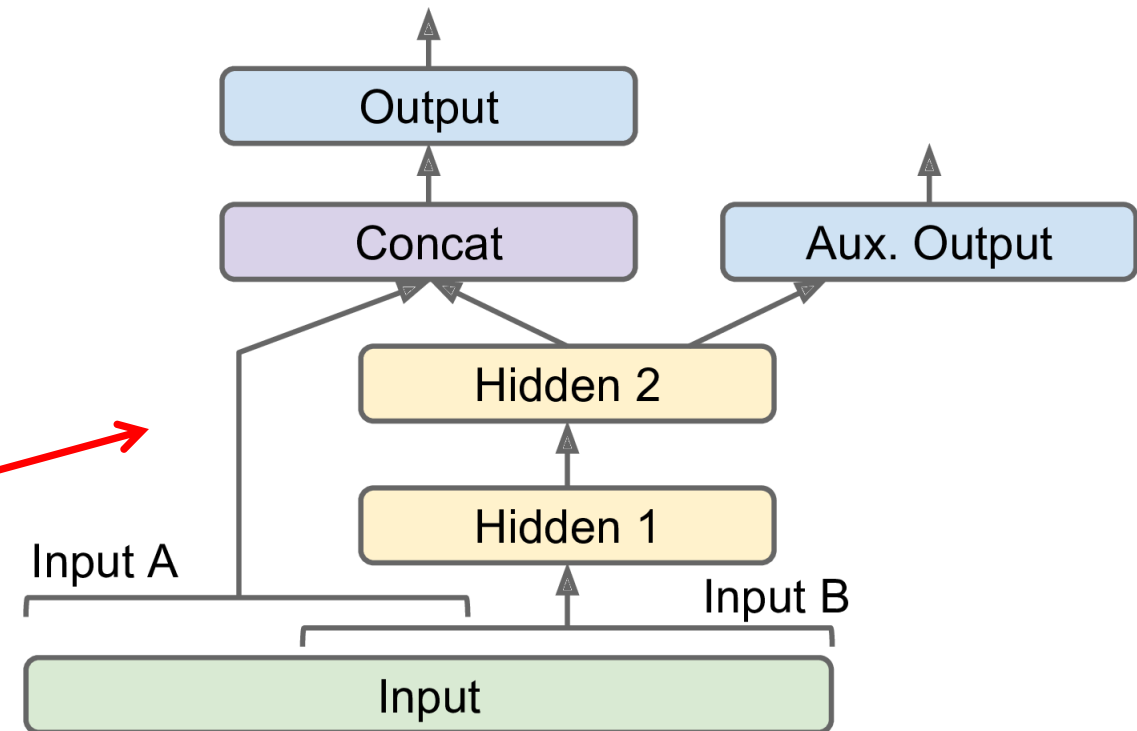 Output
Concat
Aux. Output
Hidden 2
Hidden 1
Input A
Input B
Input